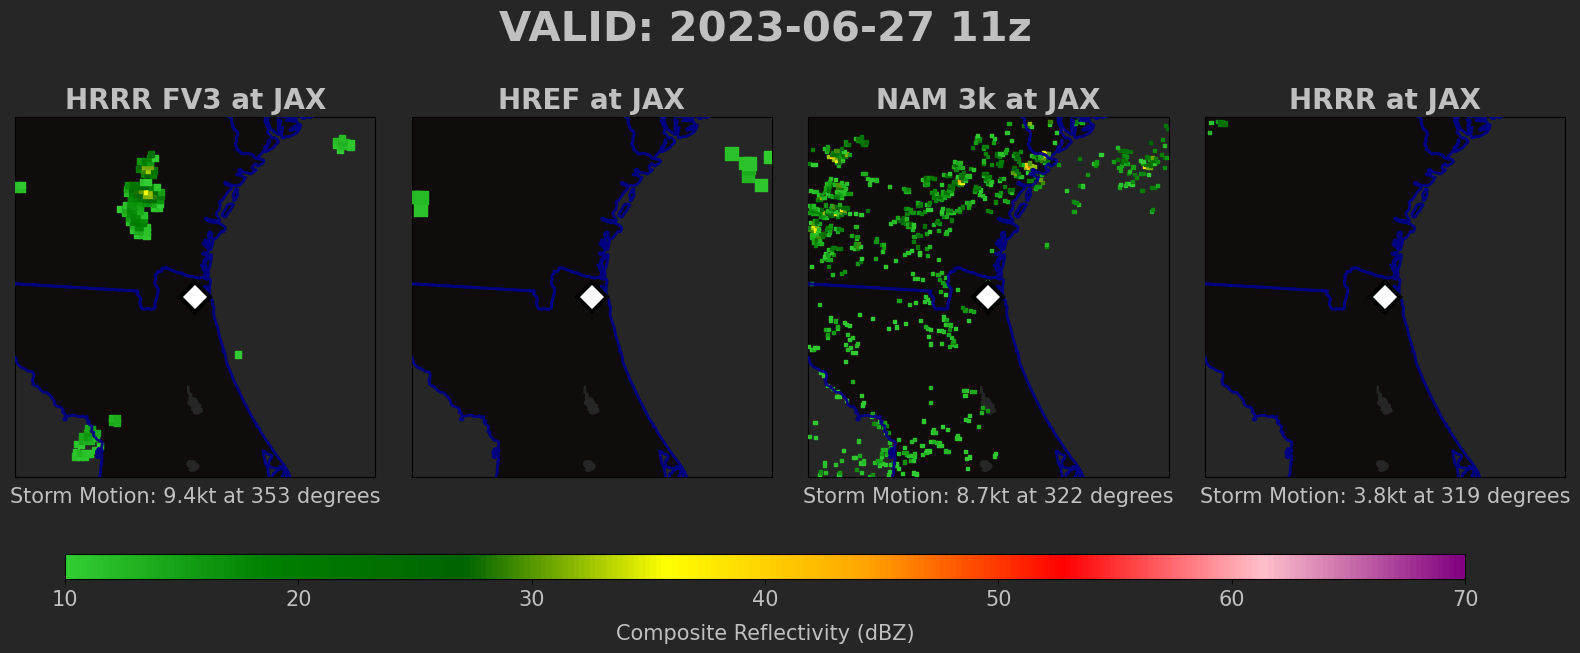 VALID: 2023-06-27 11z
HRRR FV3 at JAX
HREF at JAX
NAM 3k at JAX
HRRR at JAX
Storm Motion: 9.4kt at 353 degrees
Storm Motion: 8.7kt at 322 degrees
Storm Motion: 3.8kt at 319 degrees
10 20 30 40 50 60 70
Composite Reflectivity (dBZ)